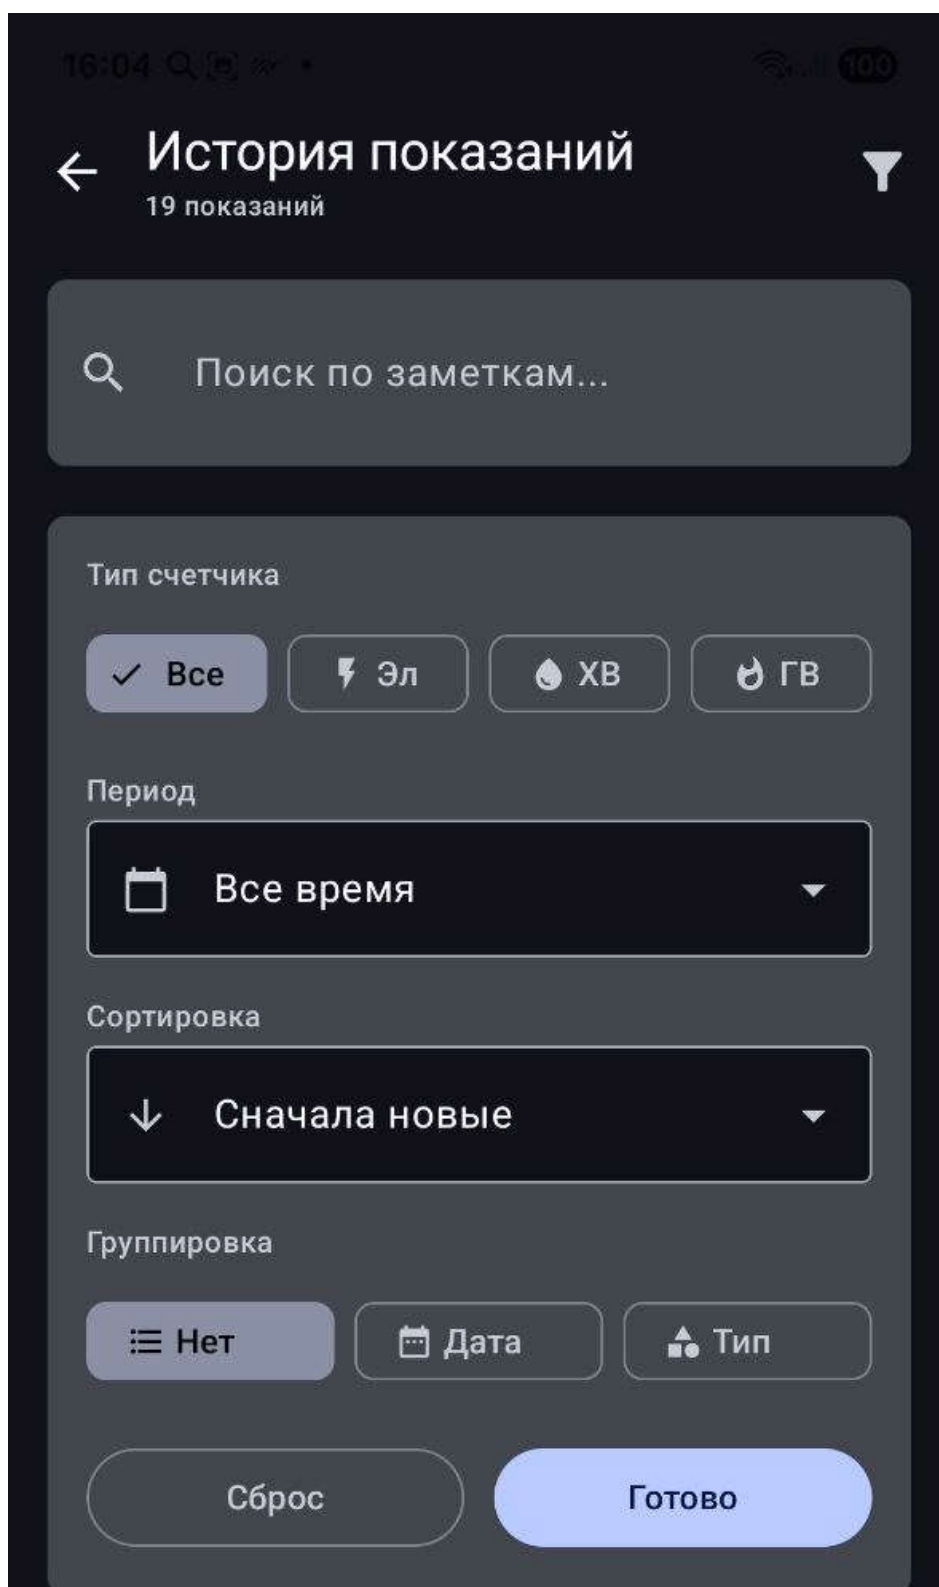 16:04 100
История показаний
19 показаний
Поиск по заметкам...
Тип счетчика
Все Эл ХВ ГВ
Период
Все время
Сортировка
Сначала новые
Группировка
Нет Дата Тип
Сброс Готово